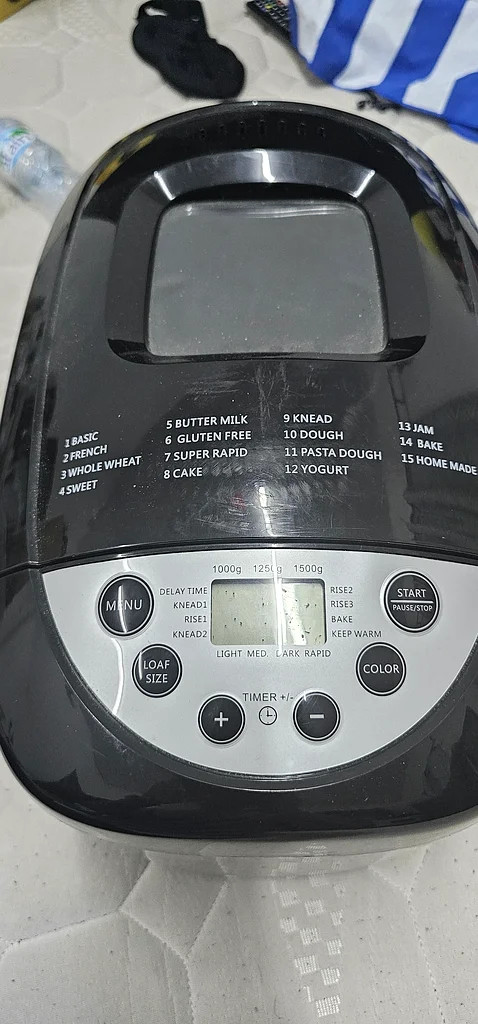 1 BASIC
2 FRENCH
3 WHOLE WHEAT
4 SWEET
5 BUTTER MILK
6 GLUTEN FREE
7 SUPER RAPID
8 CAKE
9 KNEAD
10 DOUGH
11 PASTA DOUGH
12 YOGURT
13 JAM
14 BAKE
15 HOME MADE
1000g 1250g 1500g
MENU
DELAY TIME
KNEAD1
RISE1
KNEAD2
RISE2
RISE3
BAKE
KEEP WARM
START
PAUSE/STOP
LIGHT MED. DARK RAPID
LOAF
SIZE
COLOR
TIMER +/-
+
-